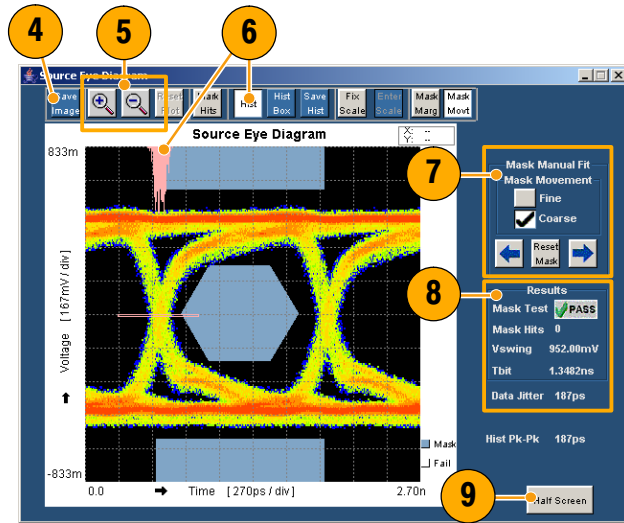 4
5
6
Source Eye Diagram
Save Image
Reset Plot
Mask Hits
Hist
Hist Box
Save Hist
Fix Scale
Enter Scale
Mask Marg
Mask Movt
Source Eye Diagram
X: --
Y: --
833m
Voltage [167mV / div]
-833m
0.0
Time [270ps / div]
2.70n
Mask
Fail
7
Mask Manual Fit
Mask Movement
Fine
Coarse
Reset Mask
8
Results
Mask Test PASS
Mask Hits 0
Vswing 952.00mV
Tbit 1.3482ns
Data Jitter 187ps
Hist Pk-Pk 187ps
9
Half Screen